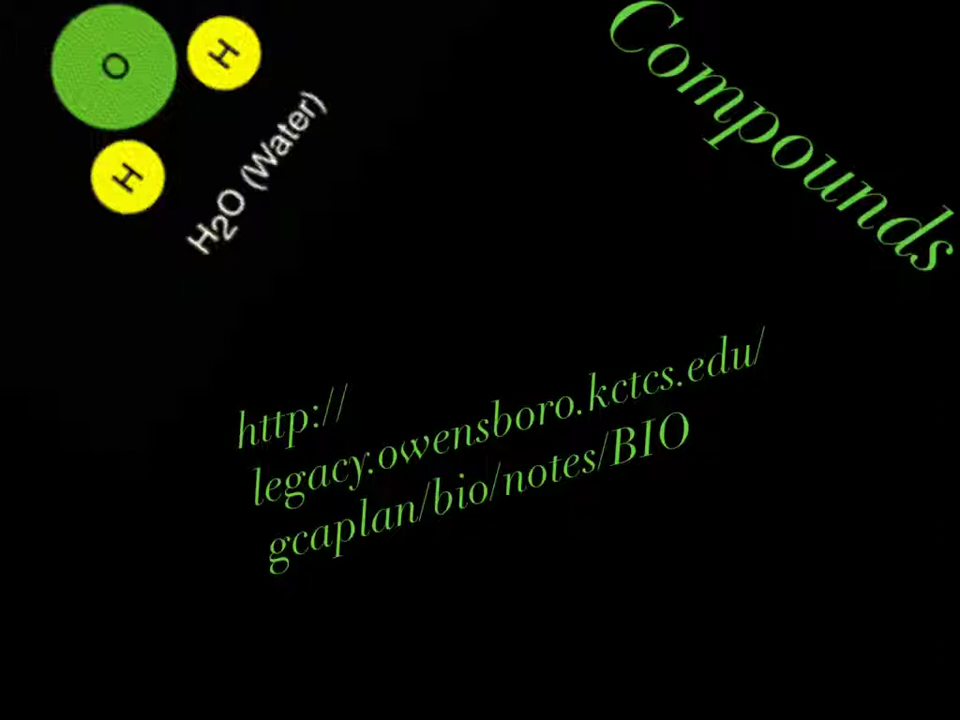 O
H
H
H2O (Water)
Compounds
http://
legacy.owensboro.kctcs.edu/
gcaplan/bio/notes/BIO